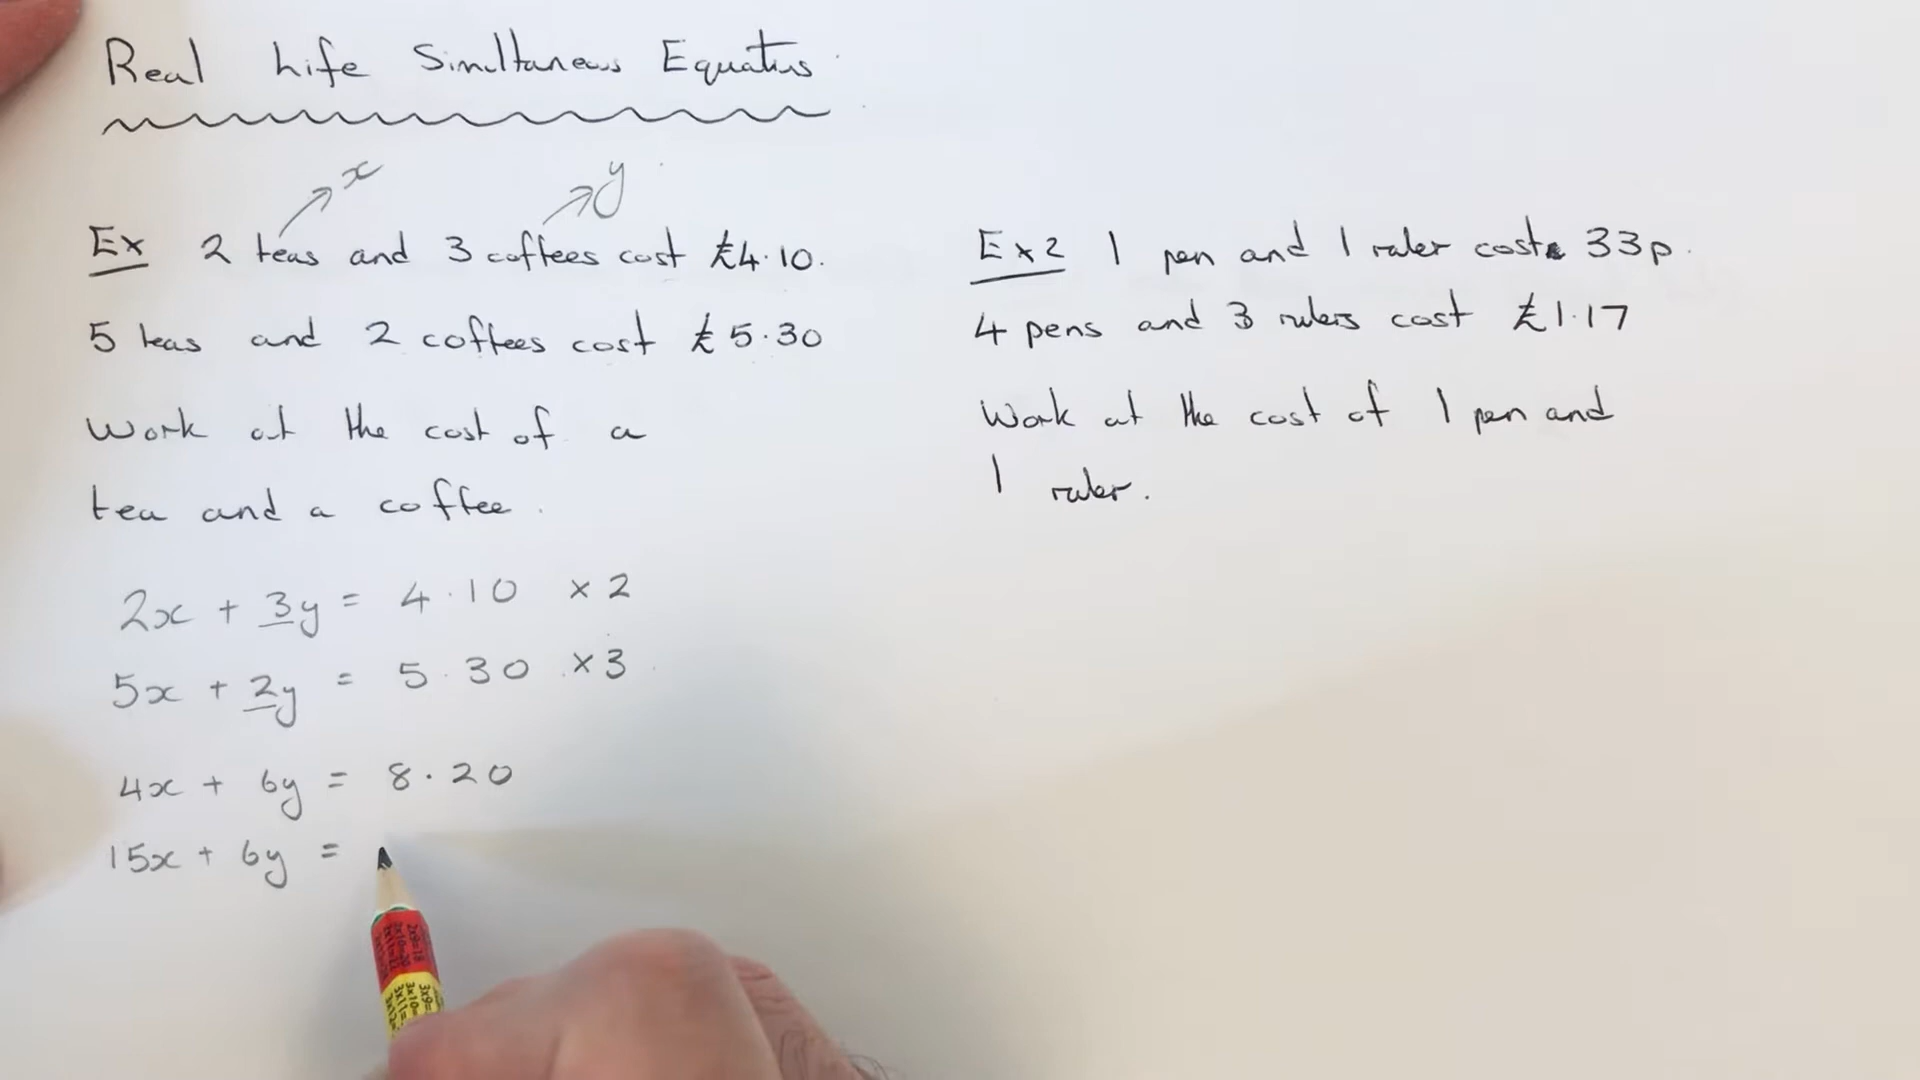 Real Life Simultaneous Equations
x
y
Ex 2 teas and 3 coffees cost £4.10.
5 teas and 2 coffees cost £5.30
Work out the cost of a
tea and a coffee.
2x + 3y = 4.10 ×2
5x + 2y = 5.30 ×3
4x + 6y = 8.20
15x + 6y =
Ex2 1 pen and 1 ruler cost 33p.
4 pens and 3 rulers cost £1.17
Work out the cost of 1 pen and
1 ruler.